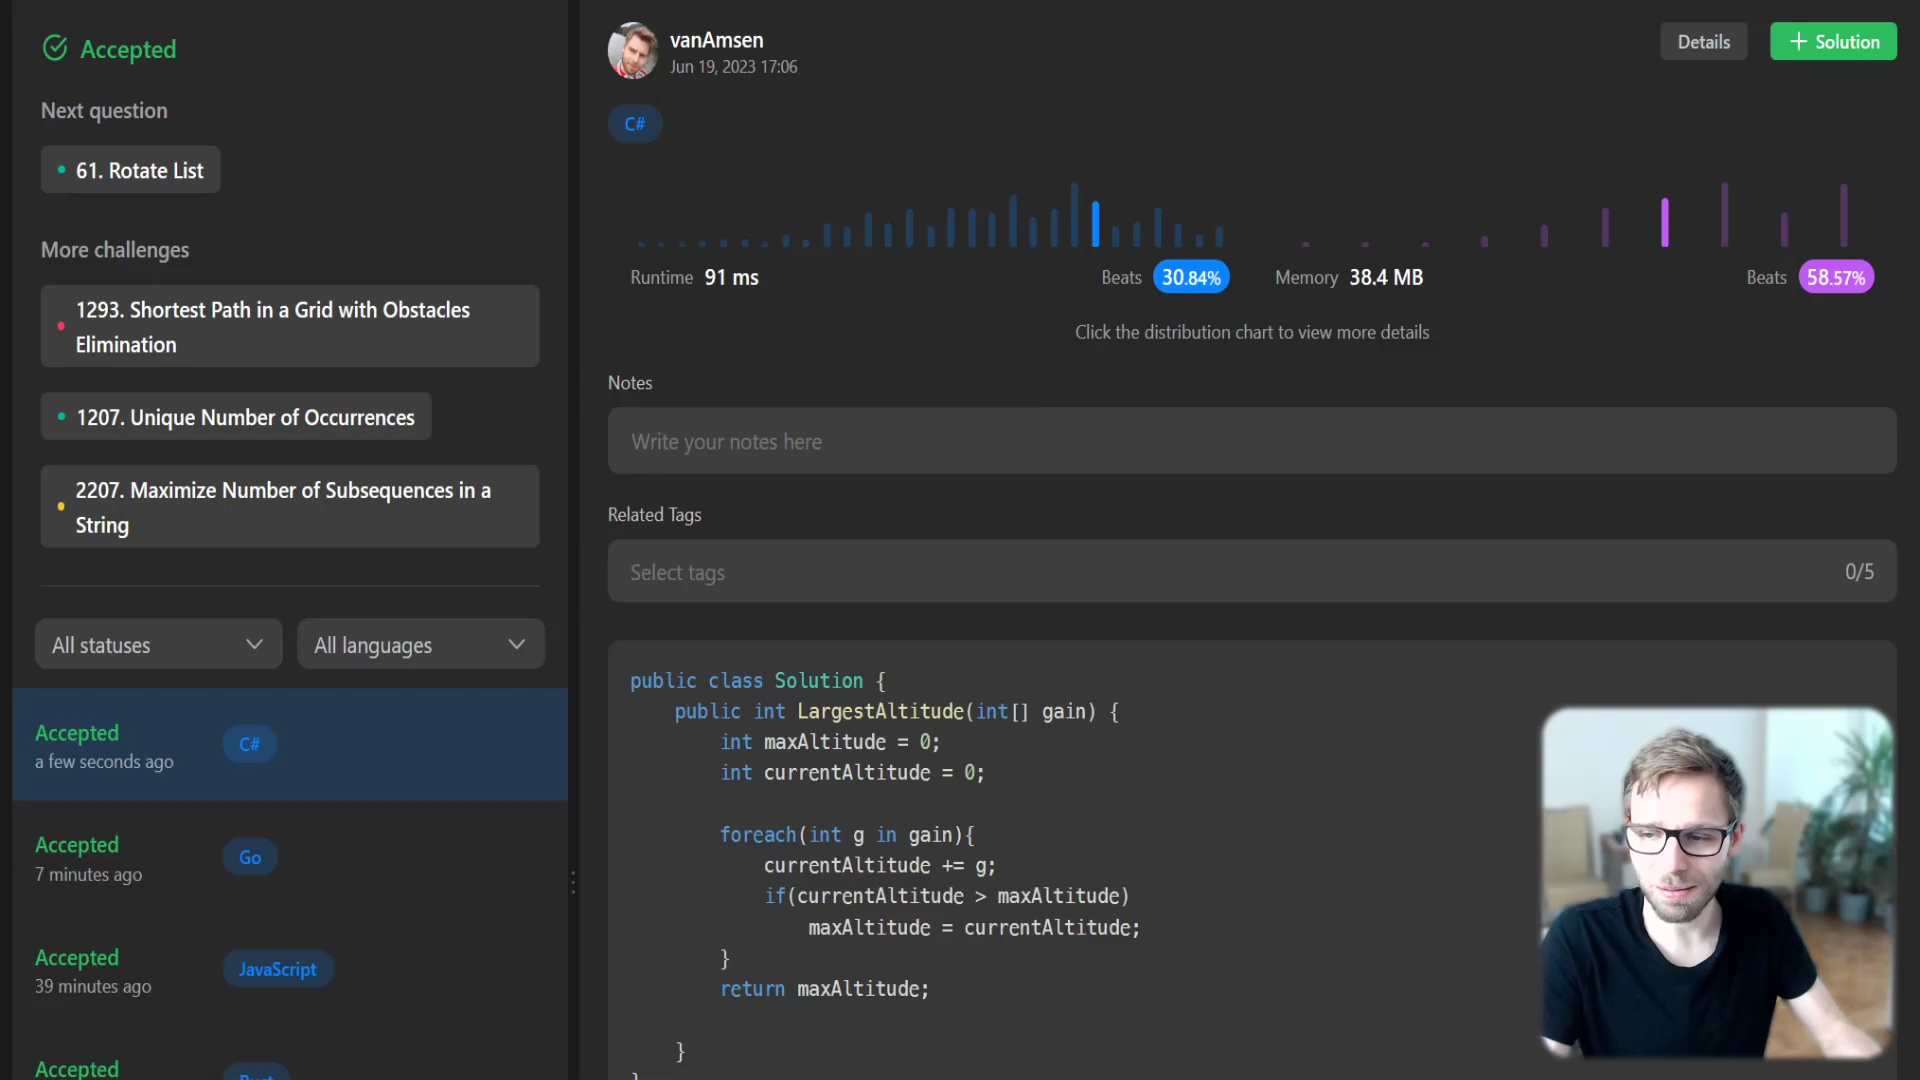 Accepted
Next question
61. Rotate List
More challenges
1293. Shortest Path in a Grid with Obstacles
Elimination
1207. Unique Number of Occurrences
2207. Maximize Number of Subsequences in a
String
All statuses
All languages
Accepted
a few seconds ago
C#
Accepted
7 minutes ago
Go
Accepted
39 minutes ago
JavaScript
Accepted
vanAmsen
Jun 19, 2023 17:06
Details
+ Solution
C#
Runtime 91 ms
Beats 30.84%
Memory 38.4 MB
Beats 58.57%
Click the distribution chart to view more details
Notes
Write your notes here
Related Tags
Select tags
0/5
public class Solution {
public int LargestAltitude(int[] gain) {
int maxAltitude = 0;
int currentAltitude = 0;
foreach(int g in gain){
currentAltitude += g;
if(currentAltitude > maxAltitude)
maxAltitude = currentAltitude;
}
return maxAltitude;
}